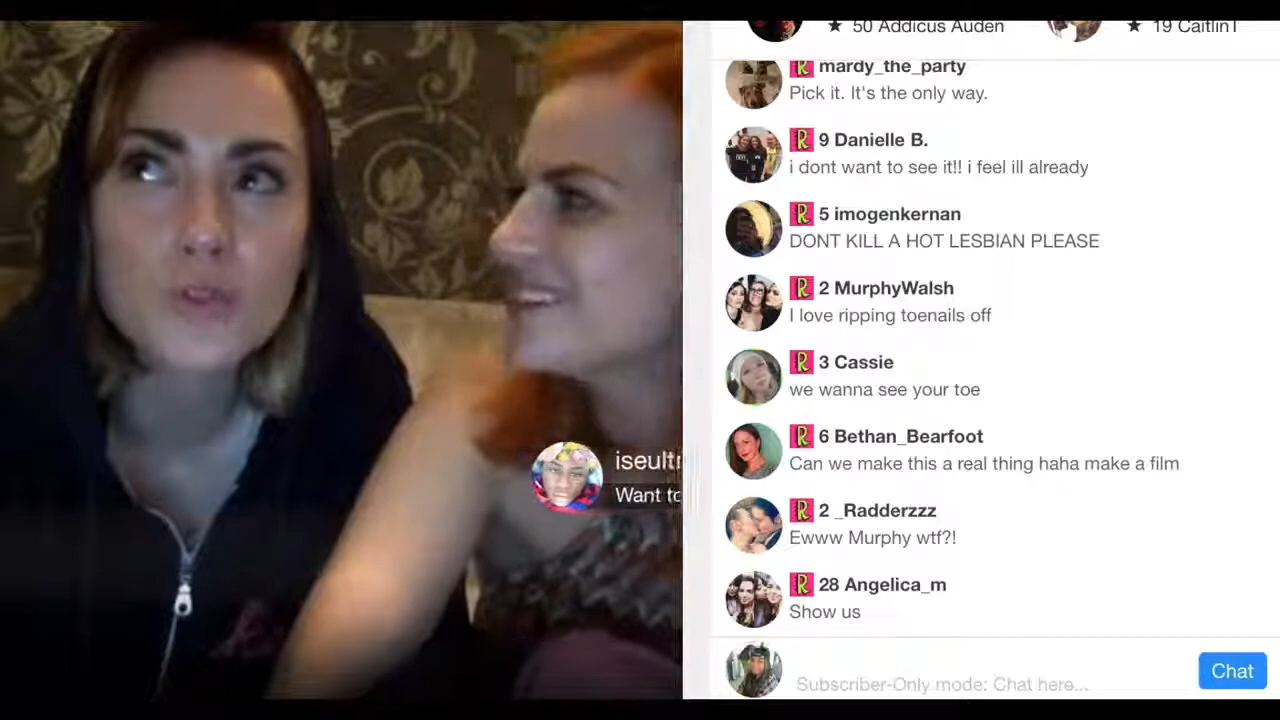 ★ 50 Addicus Auden
★ 19 CaitlinT
R mardy_the_party
Pick it. It's the only way.
R 9 Danielle B.
i dont want to see it!! i feel ill already
R 5 imogenkernan
DONT KILL A HOT LESBIAN PLEASE
R 2 MurphyWalsh
I love ripping toenails off
R 3 Cassie
we wanna see your toe
R 6 Bethan_Bearfoot
Can we make this a real thing haha make a film
R 2 _Radderzzz
Ewww Murphy wtf?!
R 28 Angelica_m
Show us
Subscriber-Only mode: Chat here...
Chat
Want to